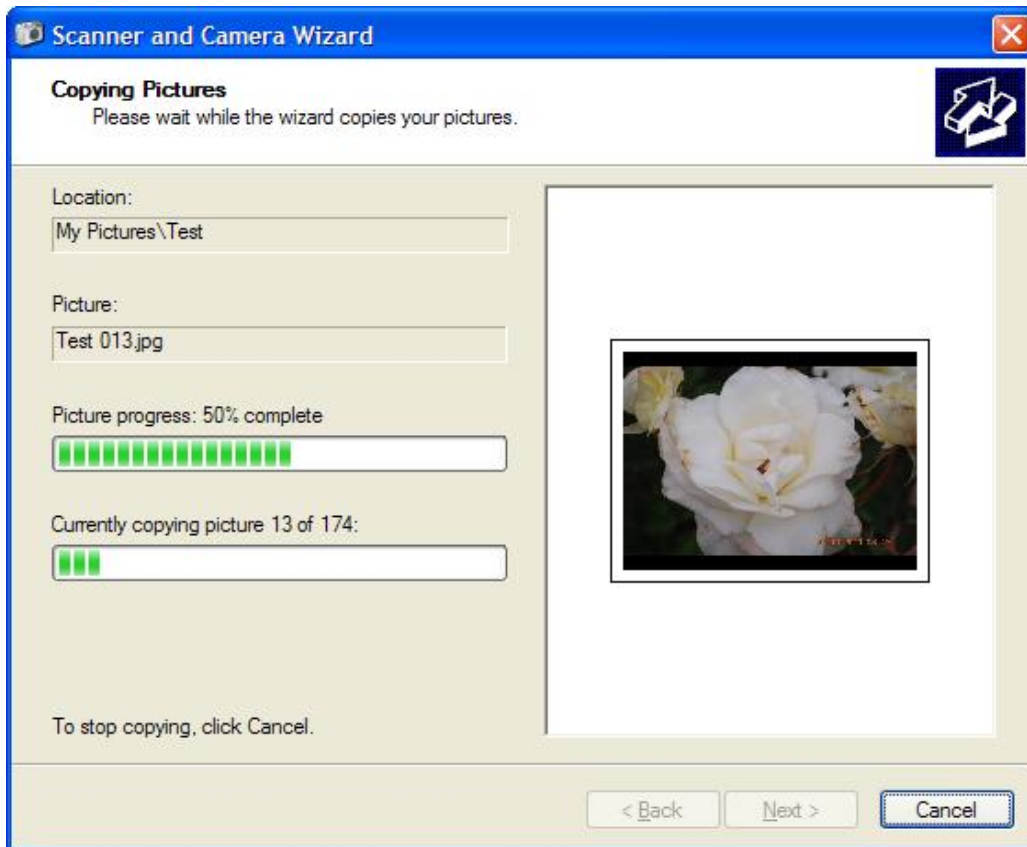 Scanner and Camera Wizard
Copying Pictures
Please wait while the wizard copies your pictures.
Location:
My Pictures\Test
Picture:
Test 013.jpg
Picture progress: 50% complete
Currently copying picture 13 of 174:
To stop copying, click Cancel.
< Back
Next >
Cancel